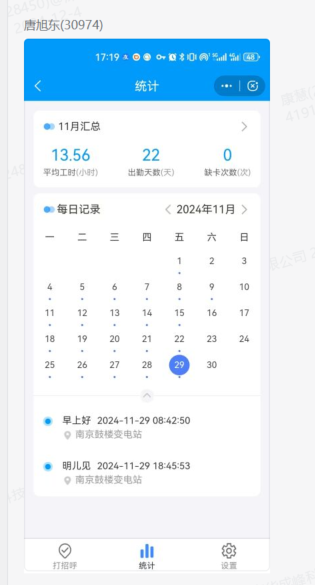 唐旭东(30974)
17:19
48
统计
11月汇总
13.56 22 0
平均工时(小时) 出勤天数(天) 缺卡次数(次)
每日记录 2024年11月
一 二 三 四 五 六 日
1 2 3
4 5 6 7 8 9 10
11 12 13 14 15 16 17
18 19 20 21 22 23 24
25 26 27 28 29 30
早上好 2024-11-29 08:42:50
南京鼓楼变电站
明儿见 2024-11-29 18:45:53
南京鼓楼变电站
打招呼 统计 设置